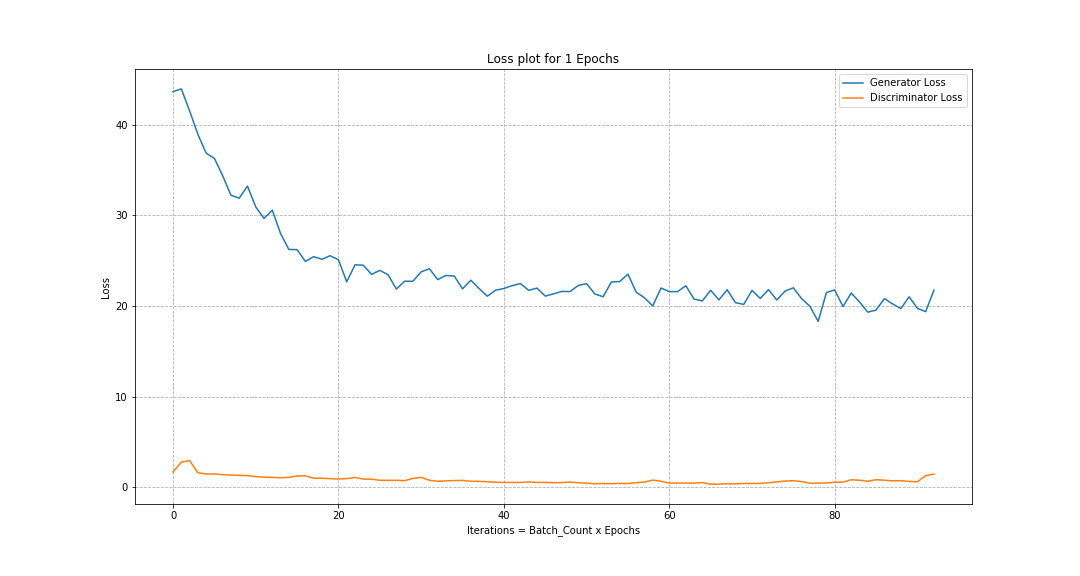 Loss plot for 1 Epochs
Generator Loss
Discriminator Loss
40
30
20
10
0
Loss
0 20 40 60 80
Iterations = Batch_Count x Epochs